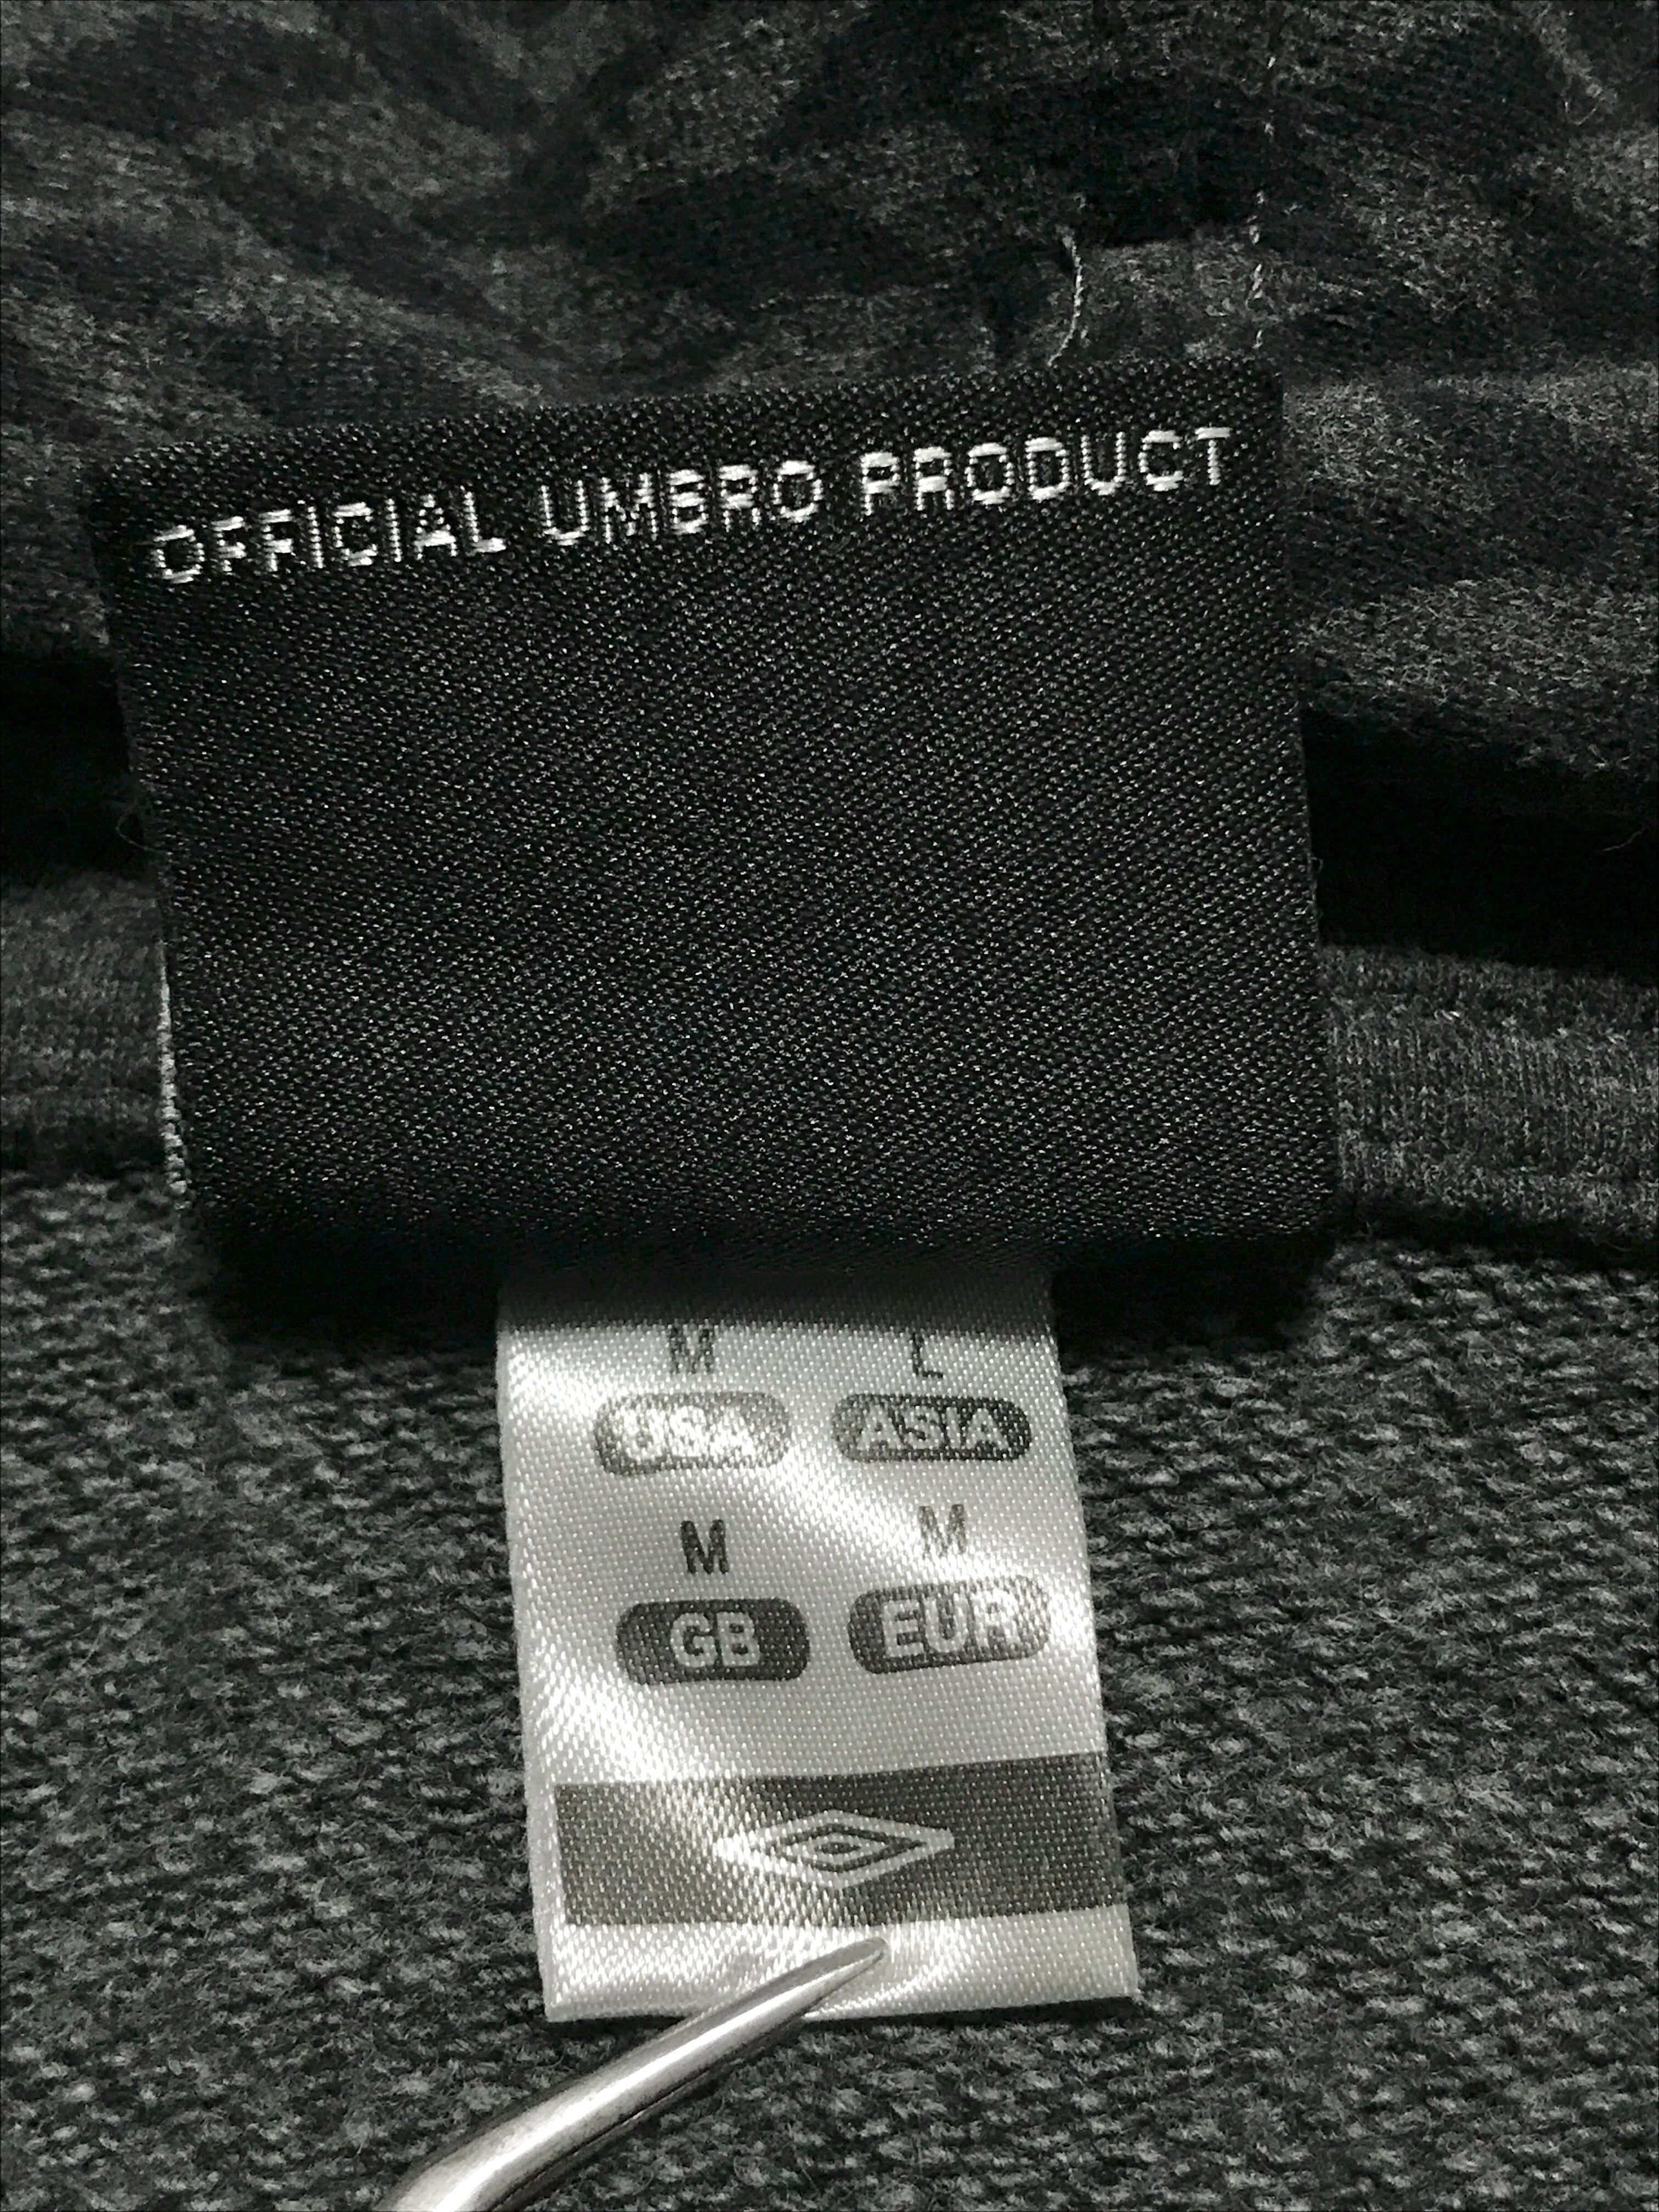 OFFICIAL UMBRO PRODUCT
M L
USA ASIA
M M
GB EUR